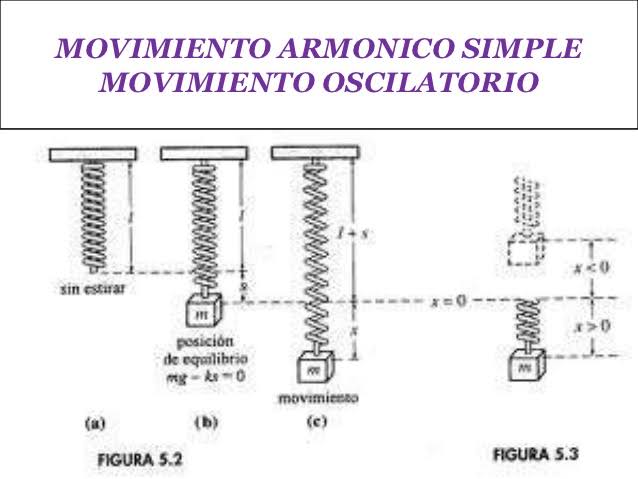 MOVIMIENTO ARMONICO SIMPLE
MOVIMIENTO OSCILATORIO
l
l
l + s
s
x
sin estirar
m
posición
de equilibrio
mg – ks = 0
m
movimiento
(a)
(b)
(c)
FIGURA 5.2
x = 0
x < 0
x > 0
m
FIGURA 5.3